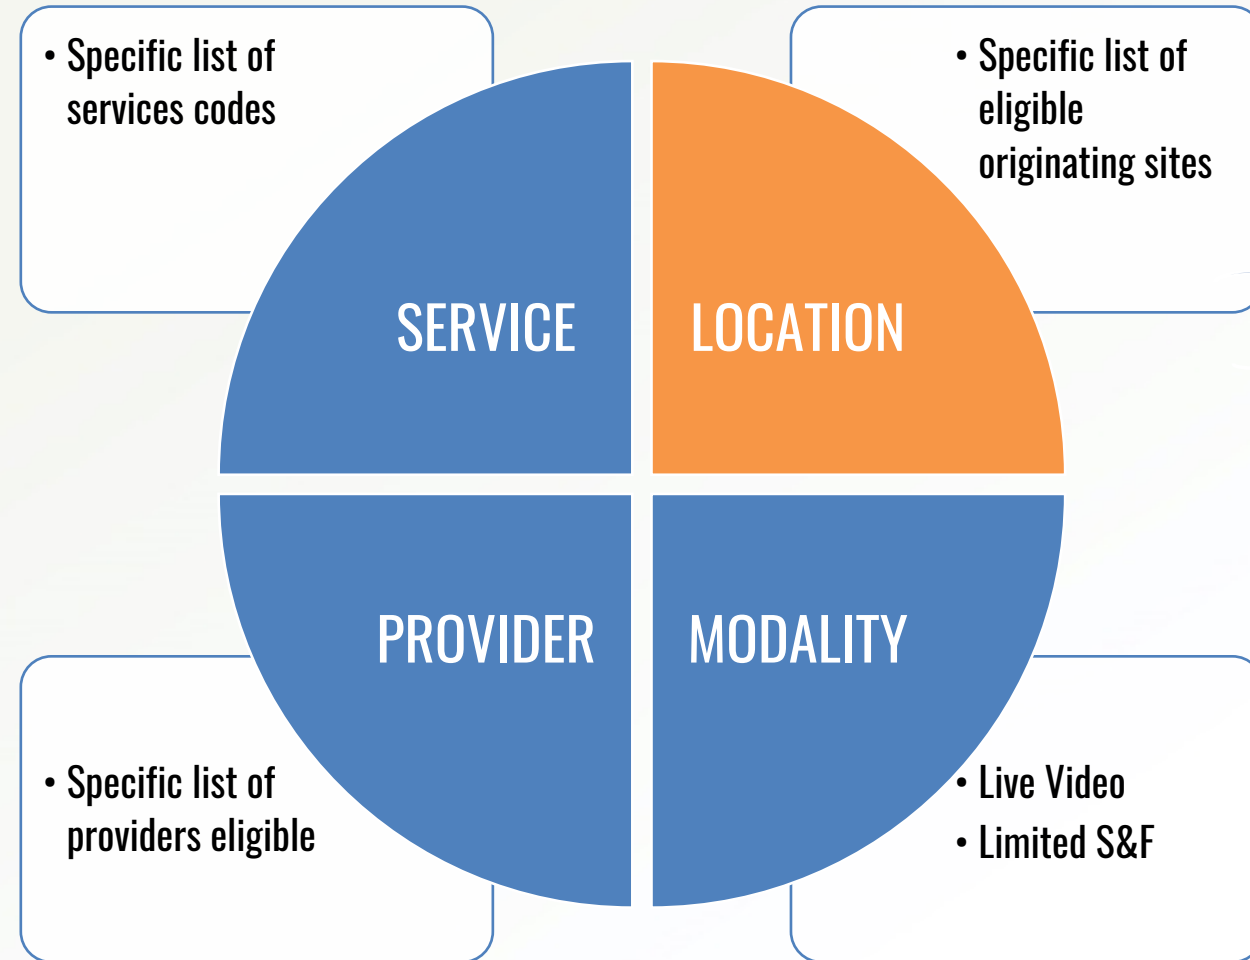 • Specific list of
services codes
• Specific list of
eligible
originating sites
SERVICE
LOCATION
PROVIDER
MODALITY
• Specific list of
providers eligible
• Live Video
• Limited S&F